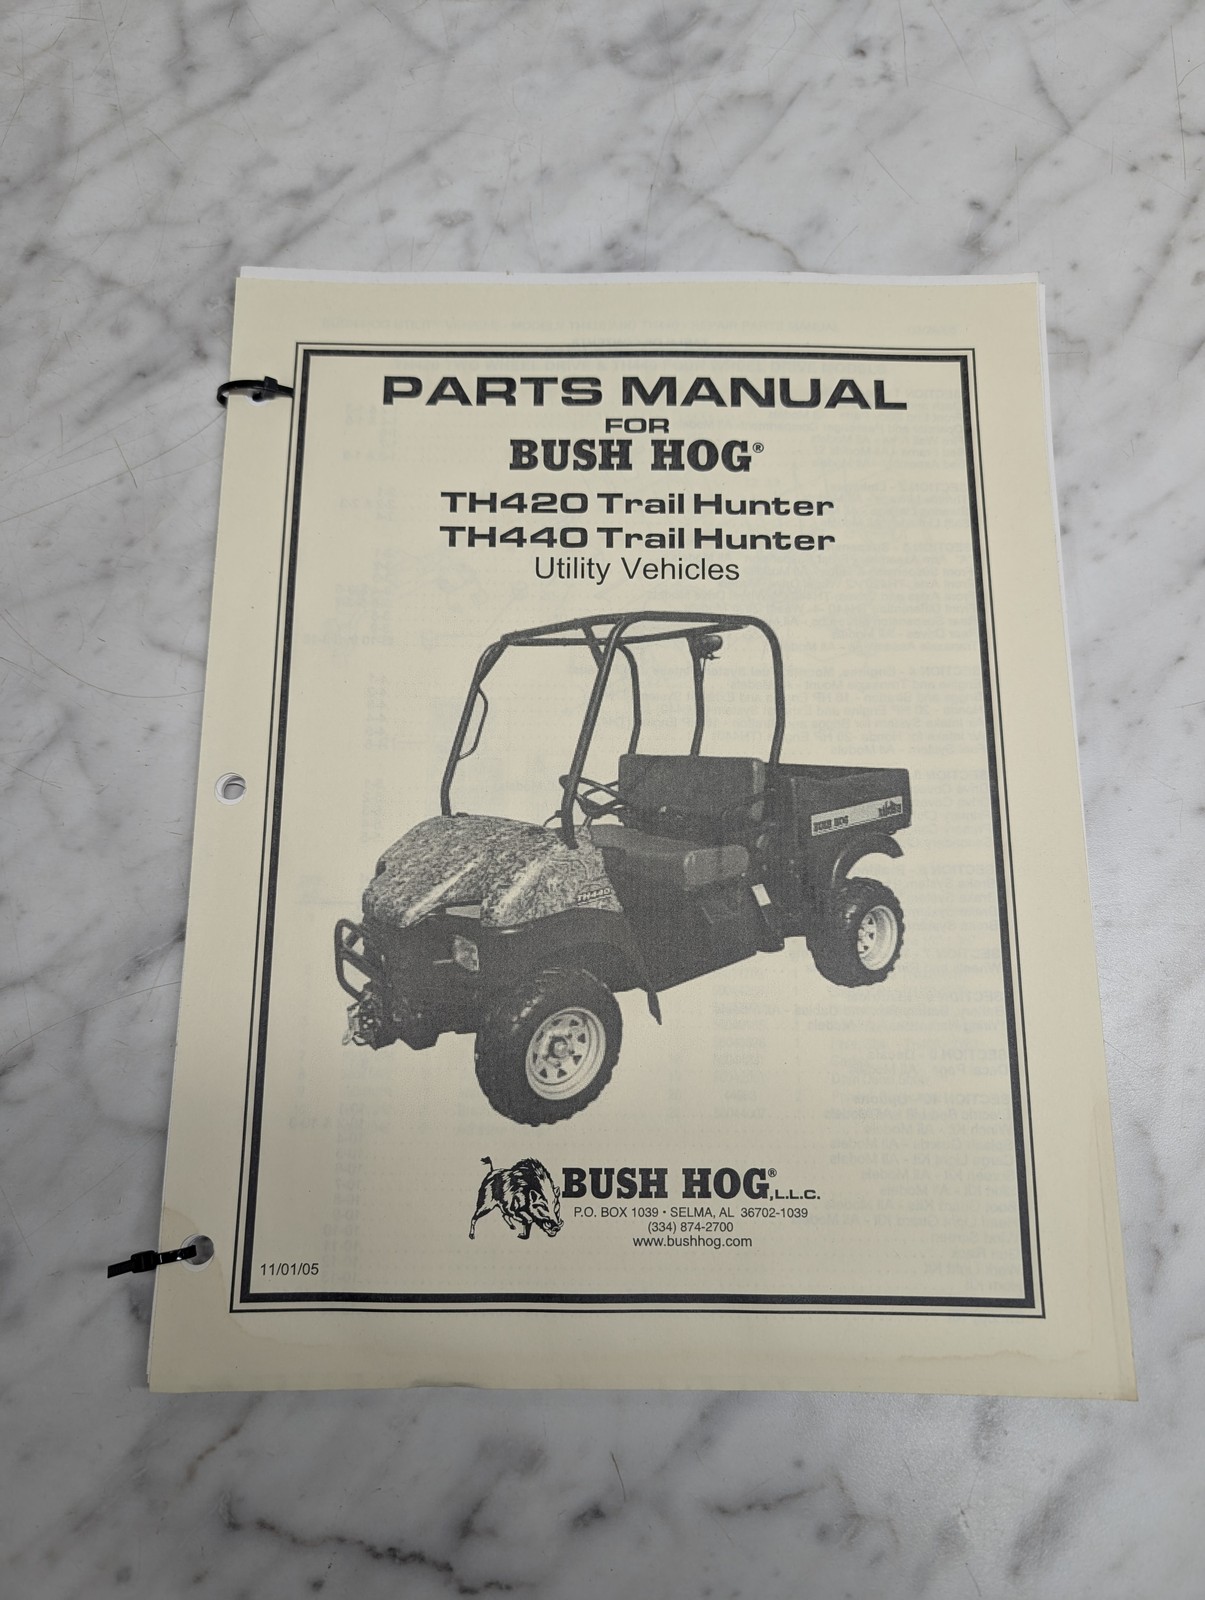 PARTS MANUAL
FOR
BUSH HOG®
TH420 Trail Hunter
TH440 Trail Hunter
Utility Vehicles
BUSH HOG
TH440
BUSH HOG®, L.L.C.
P.O. BOX 1039 • SELMA, AL 36702-1039
(334) 874-2700
www.bushhog.com
11/01/05